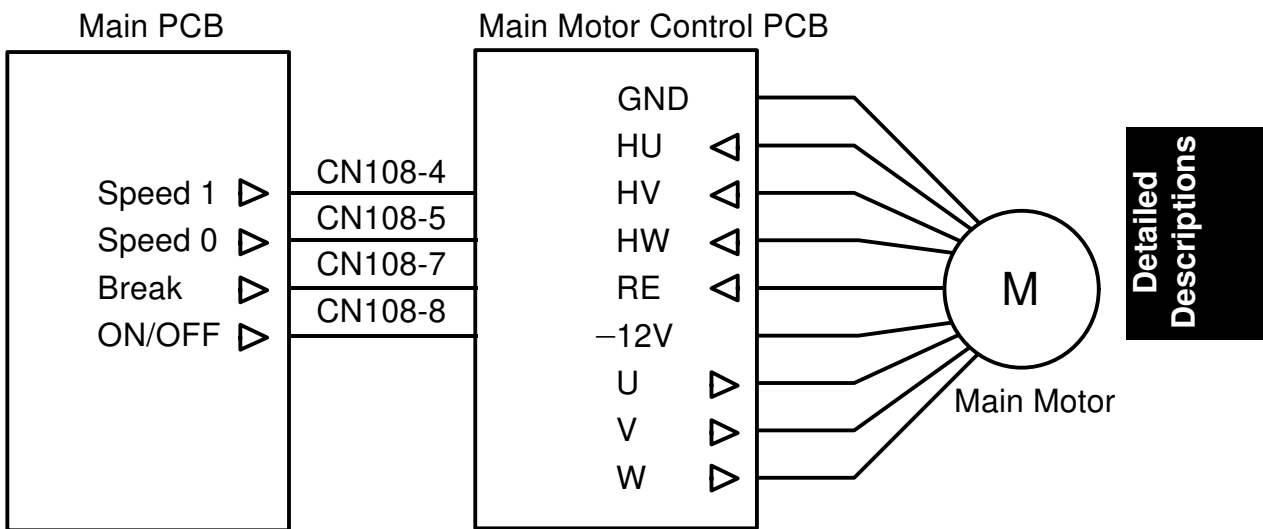 Main PCB
Main Motor Control PCB
Speed 1
Speed 0
Break
ON/OFF
CN108-4
CN108-5
CN108-7
CN108-8
GND
HU
HV
HW
RE
−12V
U
V
W
M
Main Motor
Detailed
Descriptions